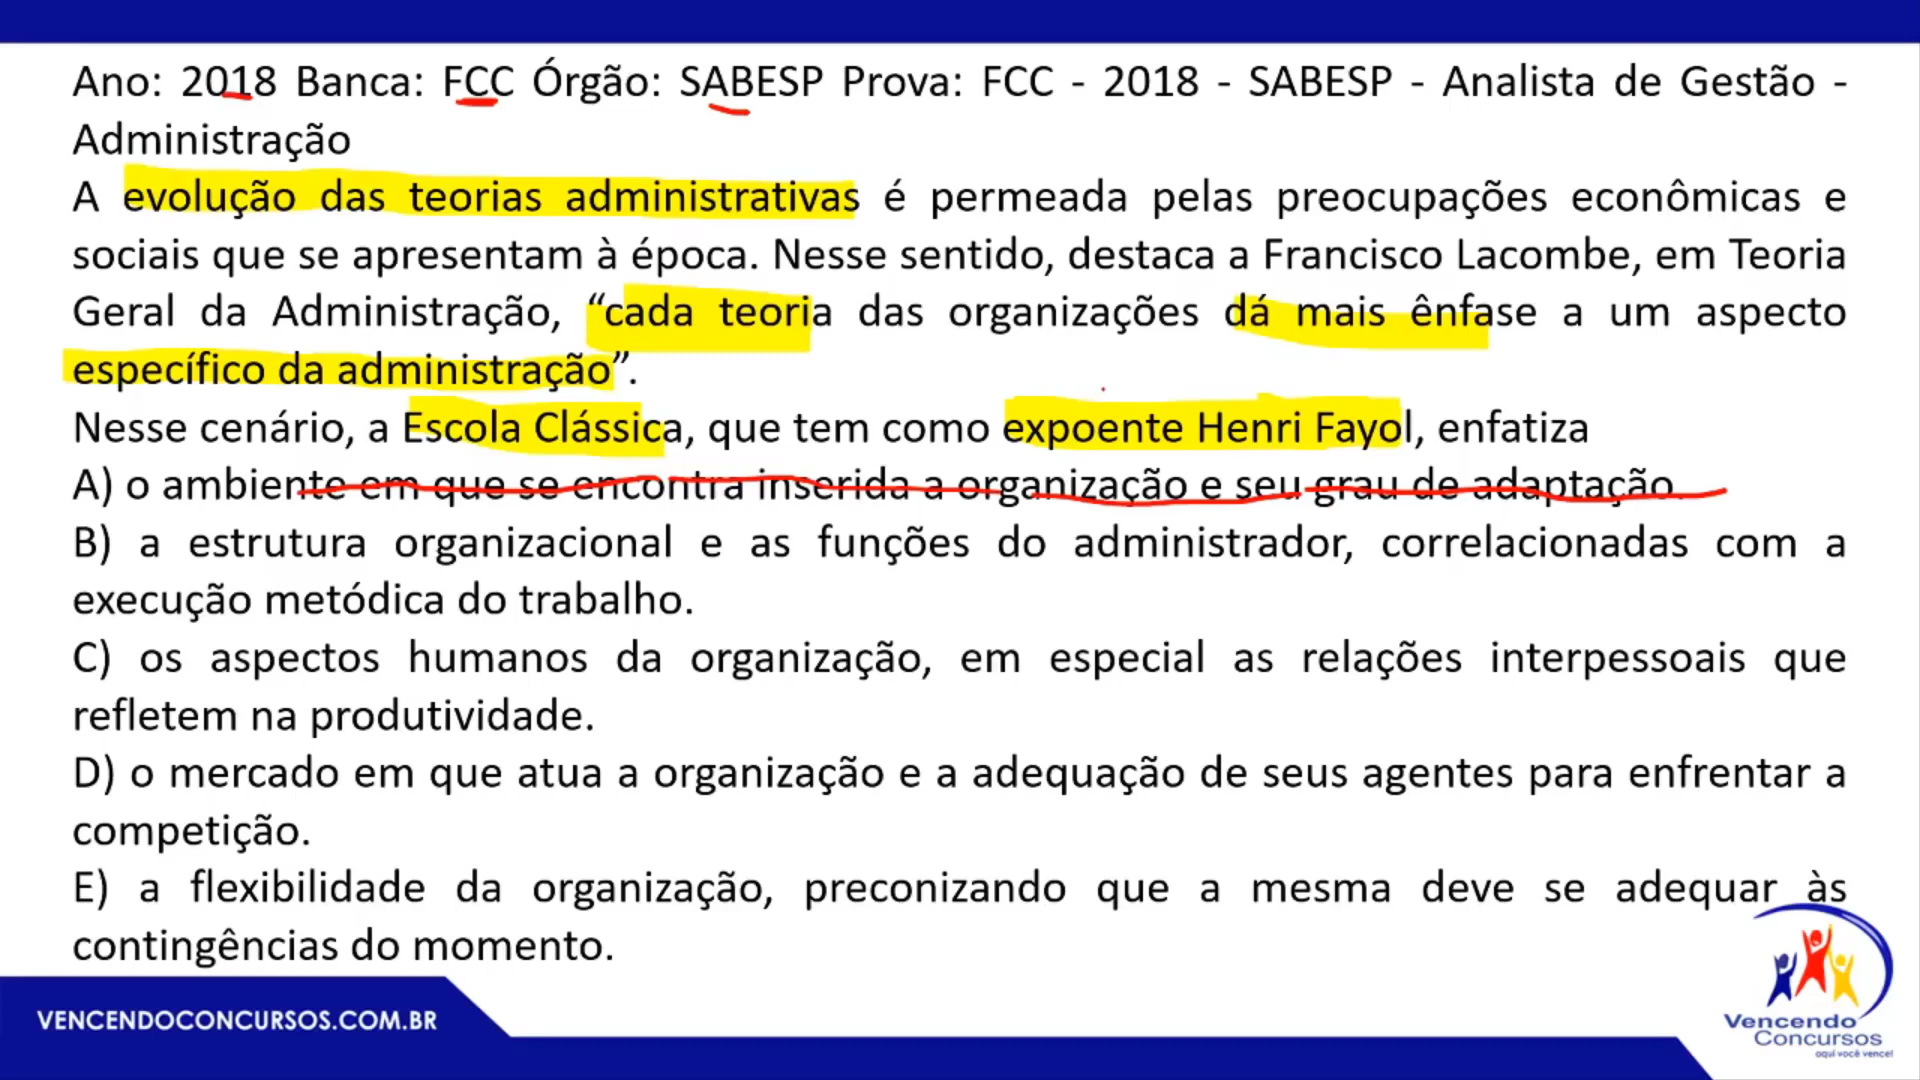 Ano: 2018 Banca: FCC Órgão: SABESP Prova: FCC - 2018 - SABESP - Analista de Gestão -
Administração
A evolução das teorias administrativas é permeada pelas preocupações econômicas e
sociais que se apresentam à época. Nesse sentido, destaca a Francisco Lacombe, em Teoria
Geral da Administração, “cada teoria das organizações dá mais ênfase a um aspecto
específico da administração”.
Nesse cenário, a Escola Clássica, que tem como expoente Henri Fayol, enfatiza
A) o ambiente em que se encontra inserida a organização e seu grau de adaptação.
B) a estrutura organizacional e as funções do administrador, correlacionadas com a
execução metódica do trabalho.
C) os aspectos humanos da organização, em especial as relações interpessoais que
refletem na produtividade.
D) o mercado em que atua a organização e a adequação de seus agentes para enfrentar a
competição.
E) a flexibilidade da organização, preconizando que a mesma deve se adequar às
contingências do momento.
VENCENDOCONCURSOS.COM.BR
Vencendo
Concursos
aqui você vence!